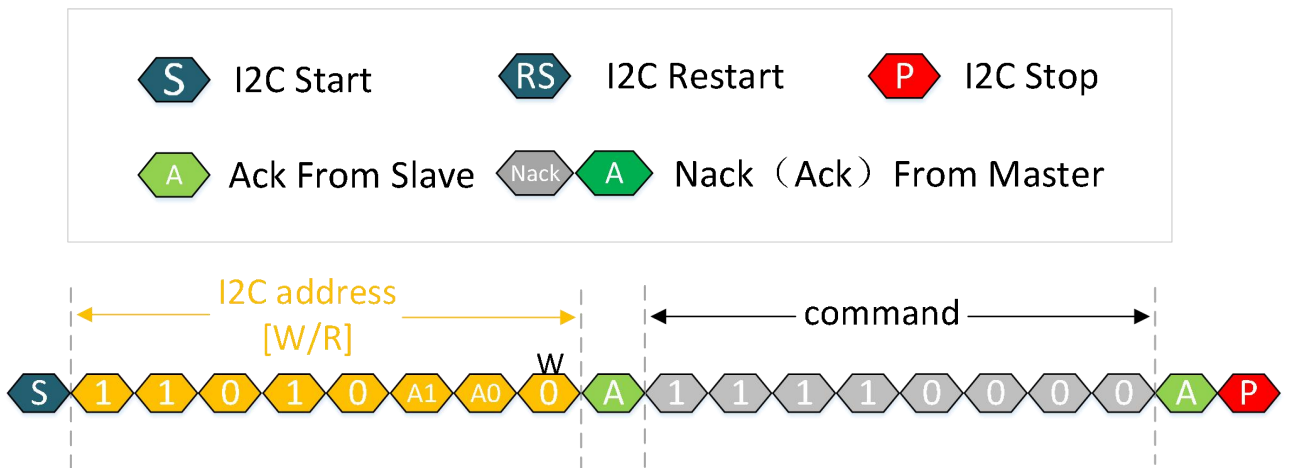 S I2C Start RS I2C Restart P I2C Stop
A Ack From Slave Nack A Nack（Ack）From Master
I2C address
[W/R]
command
W
S 1 1 0 1 0 A1 A0 0 A 1 1 1 1 0 0 0 0 A P